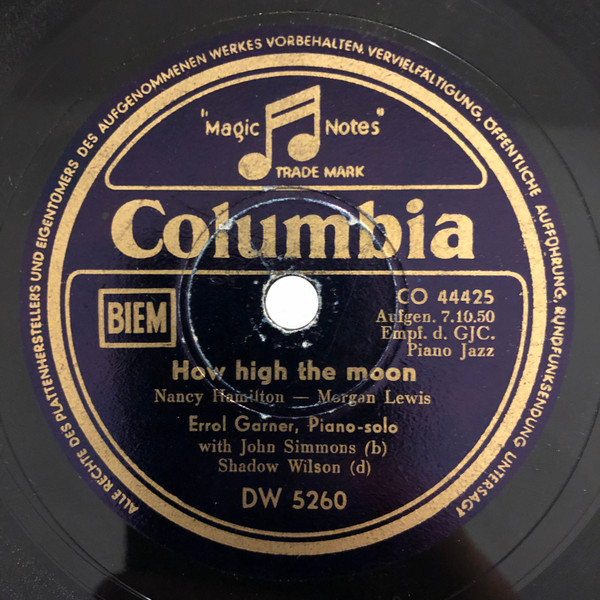 ALLE RECHTE DES PLATTENHERSTELLERS UND EIGENTÜMERS DES AUFGENOMMENEN WERKES VORBEHALTEN. VERVIELFÄLTIGUNG, ÖFFENTLICHE AUFFÜHRUNG, RUNDFUNKSENDUNG UNTERSAGT
"Magic Notes"
TRADE MARK
Columbia
BIEM
CO 44425
Aufgen. 7.10.50
Empf. d. GJC.
Piano Jazz
How high the moon
Nancy Hamilton — Morgan Lewis
Errol Garner, Piano-solo
with John Simmons (b)
Shadow Wilson (d)
DW 5260